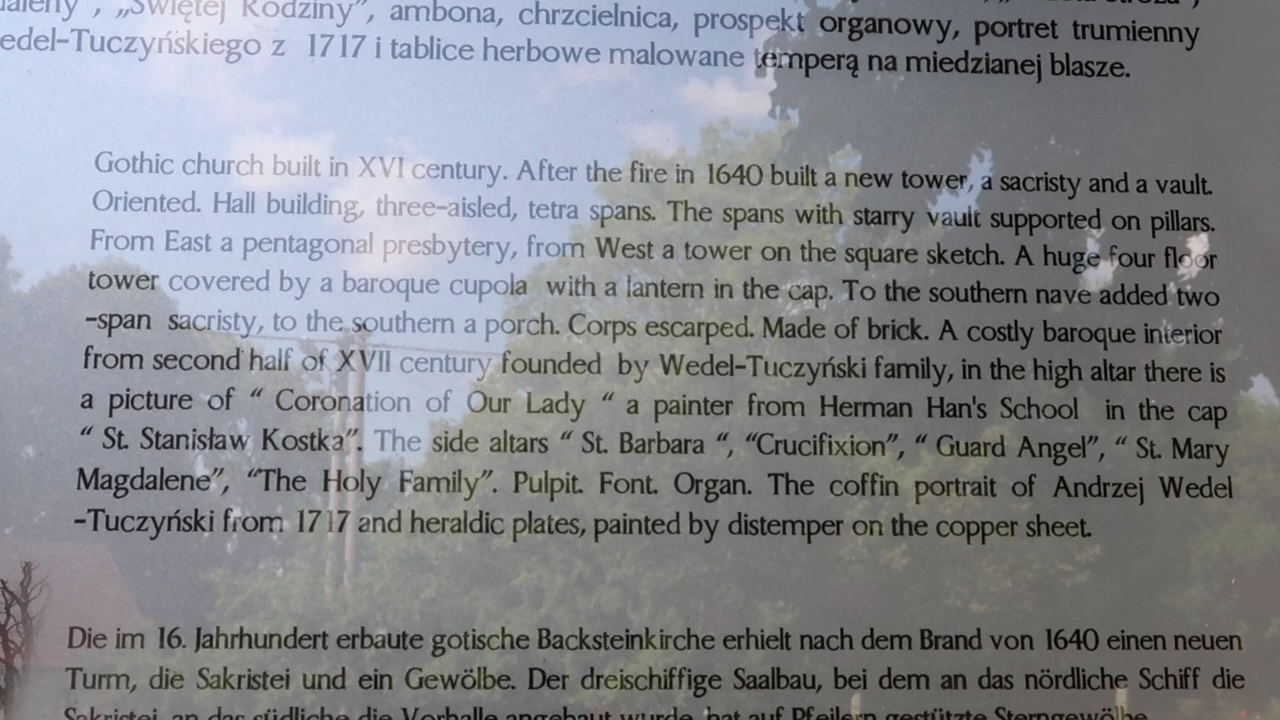 „Świętej Rodziny”, ambona, chrzcielnica, prospekt organowy, portret trumienny
edel-Tuczyńskiego z 1717 i tablice herbowe malowane temperą na miedzianej blasze.
Gothic church built in XVI century. After the fire in 1640 built a new tower, a sacristy and a vault.
Oriented. Hall building, three-aisled, tetra spans. The spans with starry vault supported on pillars.
From East a pentagonal presbytery, from West a tower on the square sketch. A huge four floor
tower covered by a baroque cupola with a lantern in the cap. To the southern nave added two
-span sacristy, to the southern a porch. Corps escarped. Made of brick. A costly baroque interior
from second half of XVII century founded by Wedel-Tuczyński family, in the high altar there is
a picture of “ Coronation of Our Lady “ a painter from Herman Han's School in the cap
“ St. Stanisław Kostka”. The side altars “ St. Barbara “, “Crucifixion”, “ Guard Angel”, “ St. Mary
Magdalene”, “The Holy Family”. Pulpit. Font. Organ. The coffin portrait of Andrzej Wedel
-Tuczyński from 1717 and heraldic plates, painted by distemper on the copper sheet.
Die im 16. Jahrhundert erbaute gotische Backsteinkirche erhielt nach dem Brand von 1640 einen neuen
Turm, die Sakristei und ein Gewölbe. Der dreischiffige Saalbau, bei dem an das nördliche Schiff die
Sakristei, an das südliche die Vorhalle angebaut wurde, hat auf Pfeilern gestützte Sterngewölbe.